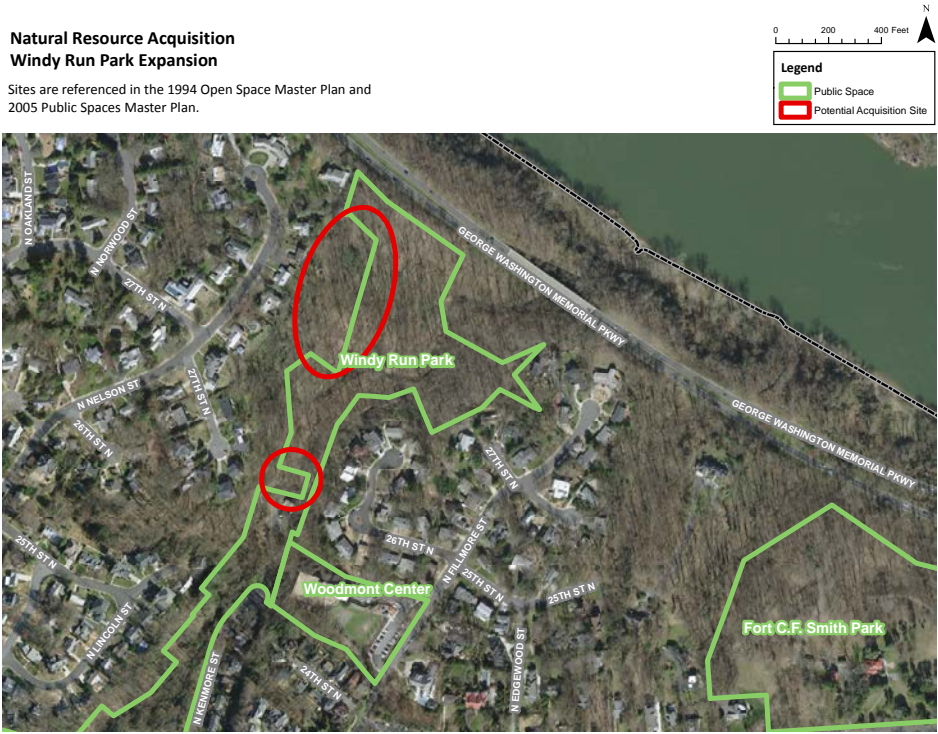 Natural Resource Acquisition
Windy Run Park Expansion
Sites are referenced in the 1994 Open Space Master Plan and
2005 Public Spaces Master Plan.
N
0 200 400 Feet
Legend
Public Space
Potential Acquisition Site
N OAKLAND ST
N NORWOOD ST
27TH ST N
GEORGE WASHINGTON MEMORIAL PKWY
Windy Run Park
N NELSON ST
27TH ST N
26TH ST N
GEORGE WASHINGTON MEMORIAL PKWY
27TH ST N
25TH ST N
26TH ST N
N FILLMORE ST
25TH ST N
25TH ST N
Woodmont Center
N LINCOLN ST
Fort C.F. Smith Park
N KENMORE ST
24TH ST N
N EDGEWOOD ST